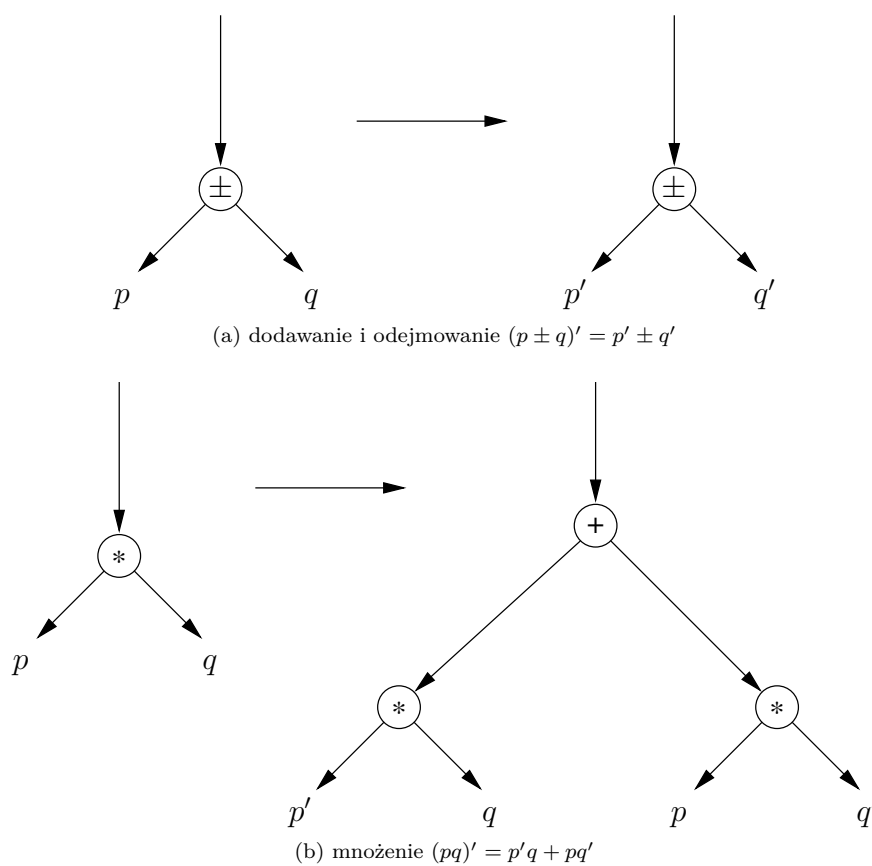 ± ±
p q p′ q′
(a) dodawanie i odejmowanie (p ± q)′ = p′ ± q′
+
*
p q
* *
p′ q p q
(b) mnożenie (pq)′ = p′q + pq′